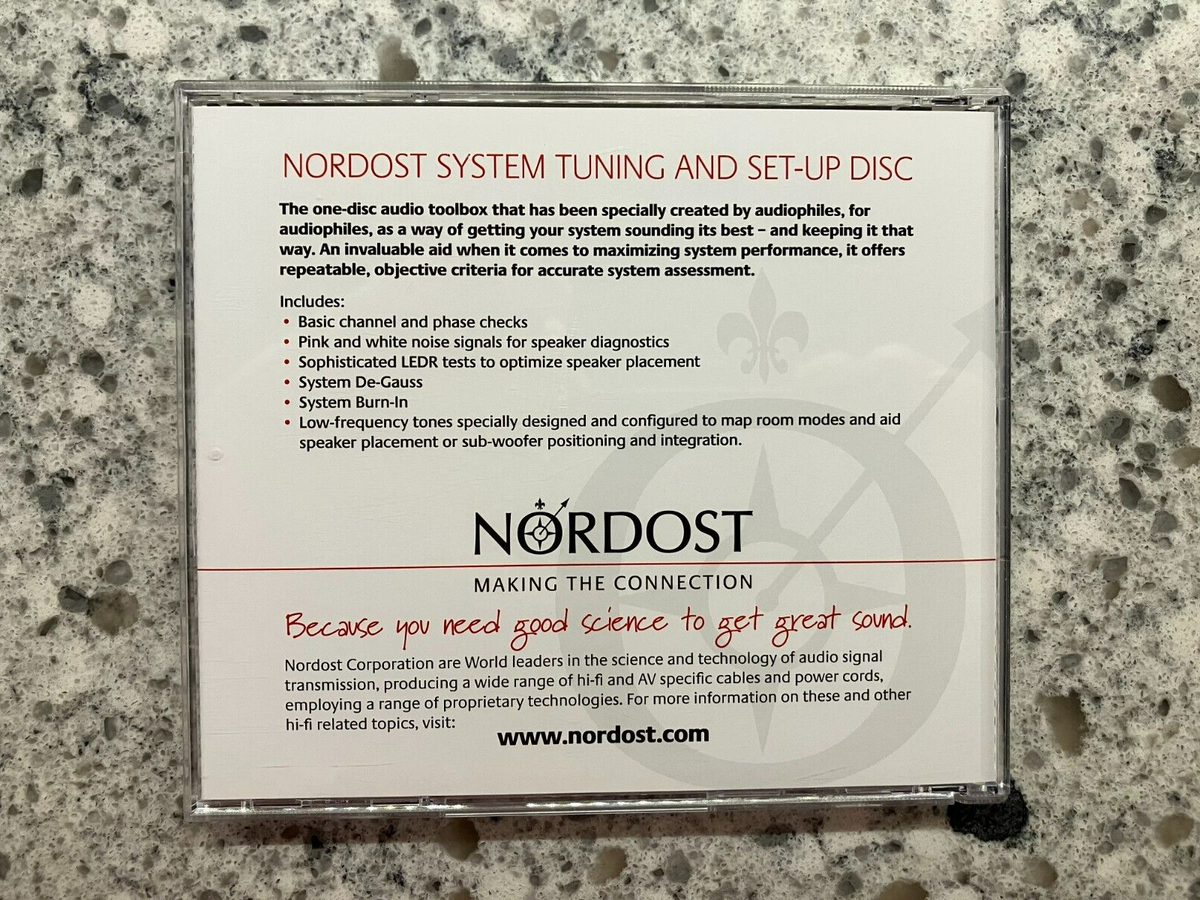 NORDOST SYSTEM TUNING AND SET-UP DISC
The one-disc audio toolbox that has been specially created by audiophiles, for
audiophiles, as a way of getting your system sounding its best – and keeping it that
way. An invaluable aid when it comes to maximizing system performance, it offers
repeatable, objective criteria for accurate system assessment.
Includes:
• Basic channel and phase checks
• Pink and white noise signals for speaker diagnostics
• Sophisticated LEDR tests to optimize speaker placement
• System De-Gauss
• System Burn-In
• Low-frequency tones specially designed and configured to map room modes and aid
speaker placement or sub-woofer positioning and integration.
NORDOST
MAKING THE CONNECTION
Because you need good science to get great sound.
Nordost Corporation are World leaders in the science and technology of audio signal
transmission, producing a wide range of hi-fi and AV specific cables and power cords,
employing a range of proprietary technologies. For more information on these and other
hi-fi related topics, visit:
www.nordost.com